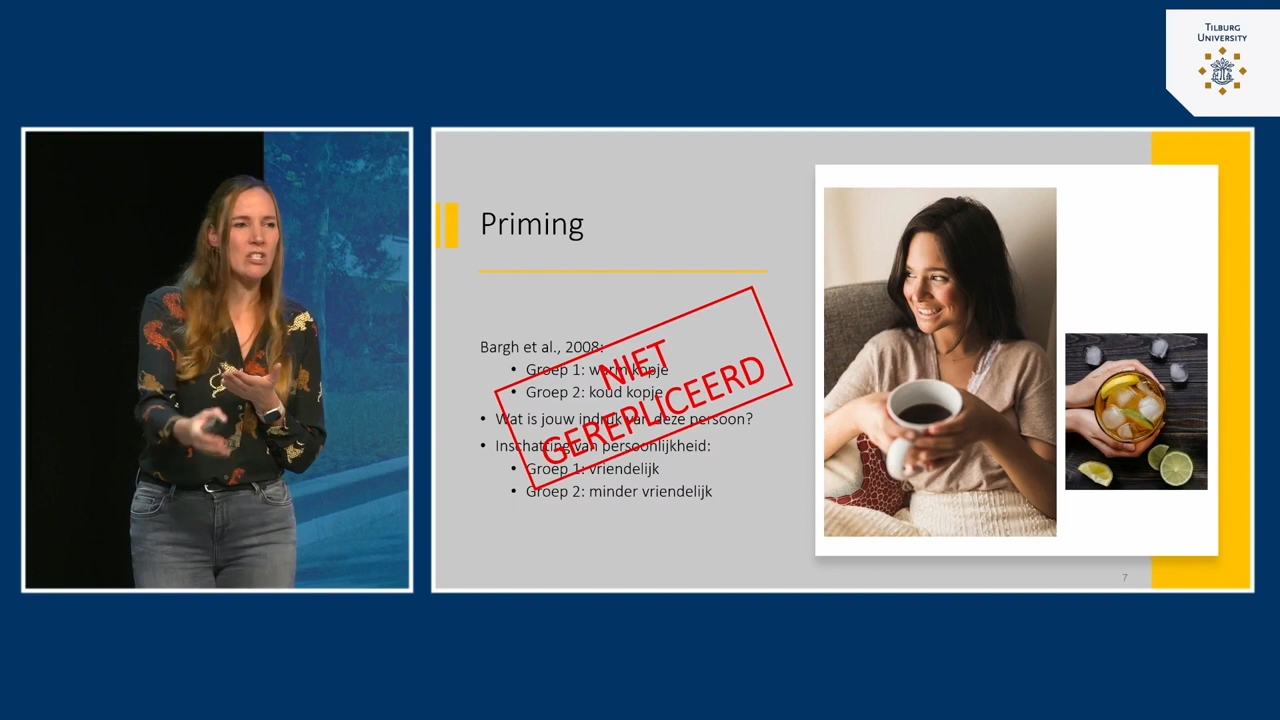 TILBURG
UNIVERSITY
Priming
Bargh et al., 2008:
• Groep 1: warm kopje
• Groep 2: koud kopje
• Wat is jouw indruk van deze persoon?
• Inschatting van persoonlijkheid:
• Groep 1: vriendelijk
• Groep 2: minder vriendelijk
NIET
GEREPLICEERD
7